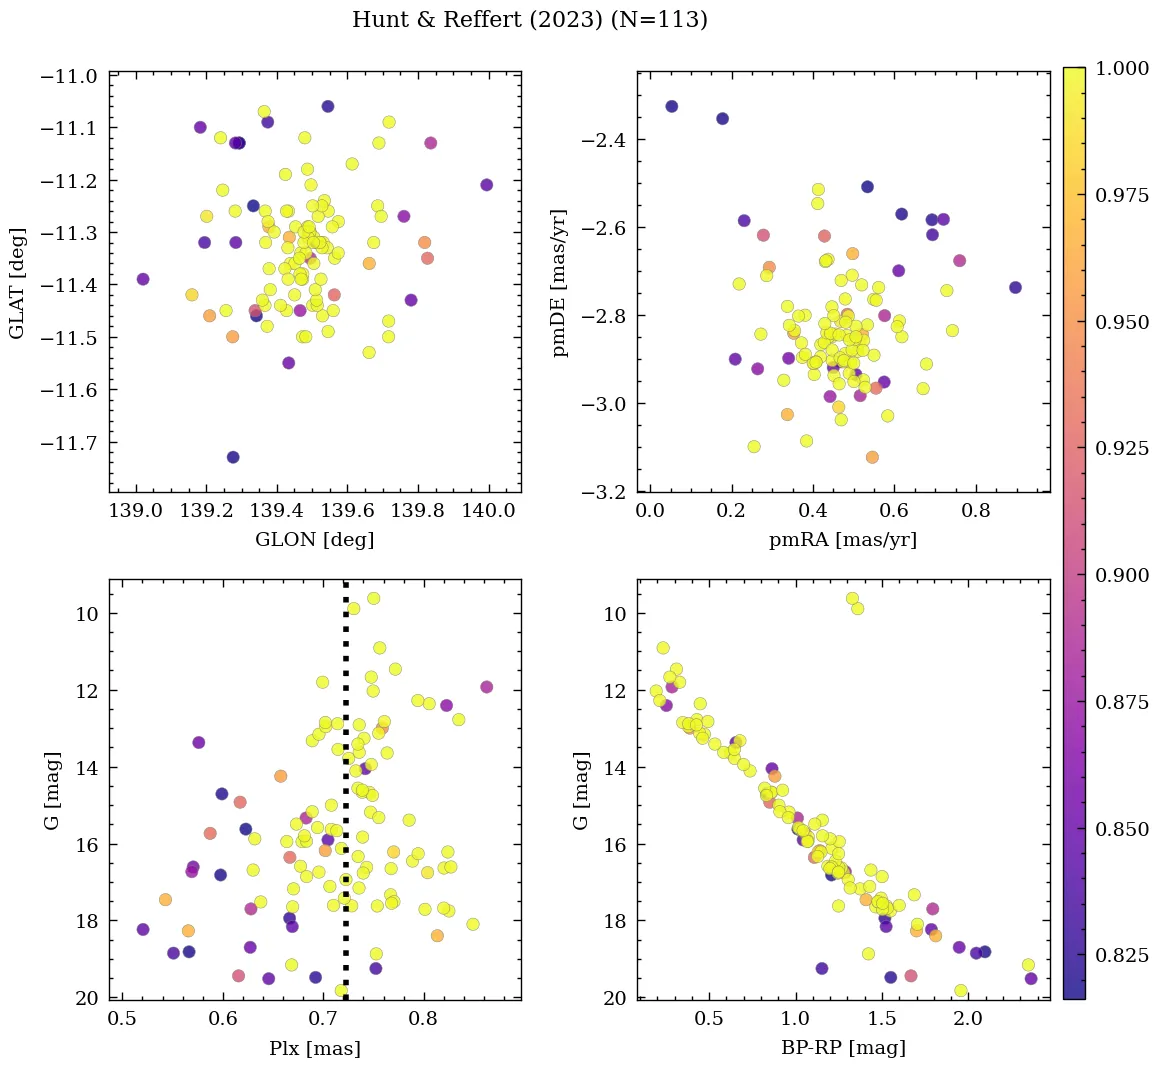 Hunt & Reffert (2023) (N=113)
−11.0
−11.1
−11.2
−11.3
−11.4
−11.5
−11.6
−11.7
GLAT [deg]
139.0 139.2 139.4 139.6 139.8 140.0
GLON [deg]
−2.4
−2.6
−2.8
−3.0
−3.2
pmDE [mas/yr]
0.0 0.2 0.4 0.6 0.8
pmRA [mas/yr]
10
12
14
16
18
20
G [mag]
0.5 0.6 0.7 0.8
Plx [mas]
10
12
14
16
18
20
G [mag]
0.5 1.0 1.5 2.0
BP-RP [mag]
1.000
0.975
0.950
0.925
0.900
0.875
0.850
0.825